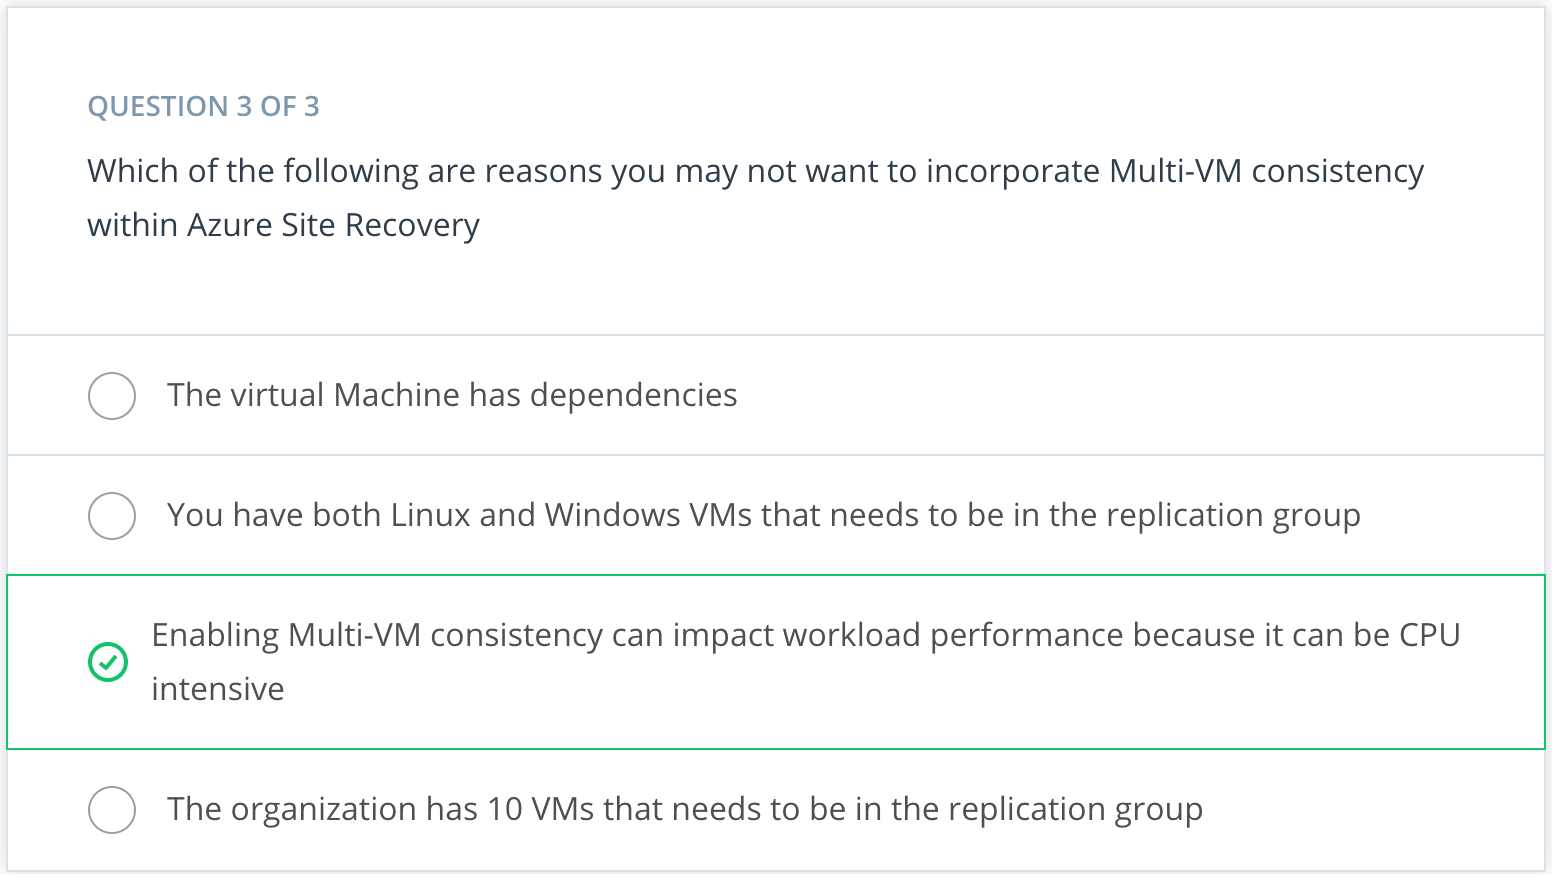 QUESTION 3 OF 3
Which of the following are reasons you may not want to incorporate Multi-VM consistency
within Azure Site Recovery
The virtual Machine has dependencies
You have both Linux and Windows VMs that needs to be in the replication group
Enabling Multi-VM consistency can impact workload performance because it can be CPU
intensive
The organization has 10 VMs that needs to be in the replication group